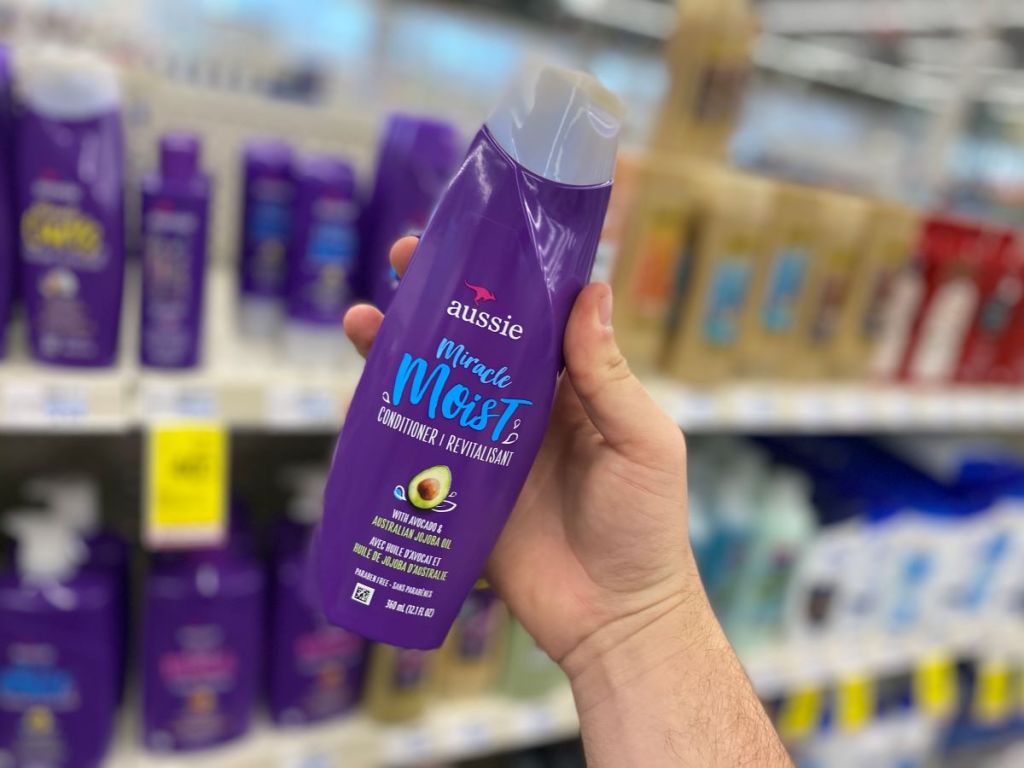 aussie
Miracle
Moist
CONDITIONER | REVITALISANT
WITH AVOCADO &
AUSTRALIAN JOJOBA OIL
AVEC HUILE D'AVOCAT ET
HUILE DE JOJOBA D'AUSTRALIE
PARABEN FREE - SANS PARABÈNES
360 mL (12.1 fl OZ)